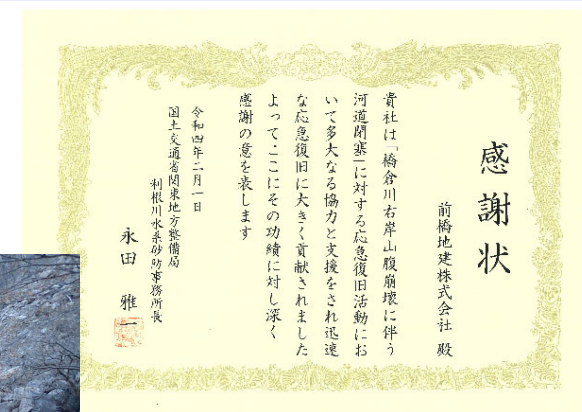 感謝状
前橋地建株式会社 殿
貴社は「橋倉川右岸山腹崩壊に伴う
河道閉塞」に対する応急復旧活動にお
いて多大なる協力と支援をされ迅速
な応急復旧に大きく貢献されました
よってここにその功績に対し深く
感謝の意を表します
令和四年二月一日
国土交通省関東地方整備局
利根川水系砂防事務所長
永田 雅一